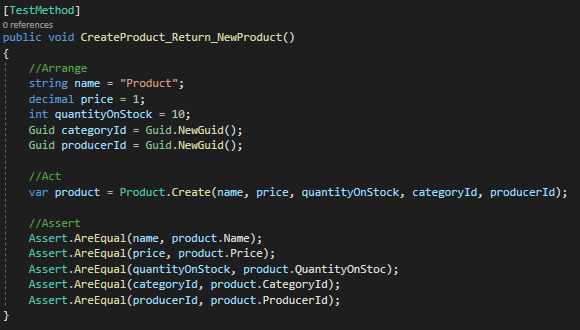 [TestMethod]
0 references
public void CreateProduct_Return_NewProduct()
{
//Arrange
string name = "Product";
decimal price = 1;
int quantityOnStock = 10;
Guid categoryId = Guid.NewGuid();
Guid producerId = Guid.NewGuid();
//Act
var product = Product.Create(name, price, quantityOnStock, categoryId, producerId);
//Assert
Assert.AreEqual(name, product.Name);
Assert.AreEqual(price, product.Price);
Assert.AreEqual(quantityOnStock, product.QuantityOnStoc);
Assert.AreEqual(categoryId, product.CategoryId);
Assert.AreEqual(producerId, product.ProducerId);
}